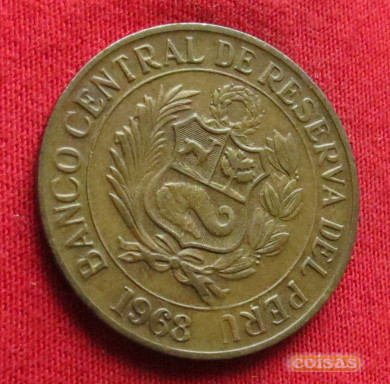 BANCO CENTRAL DE RESERVA DEL PERU
1968
coisas